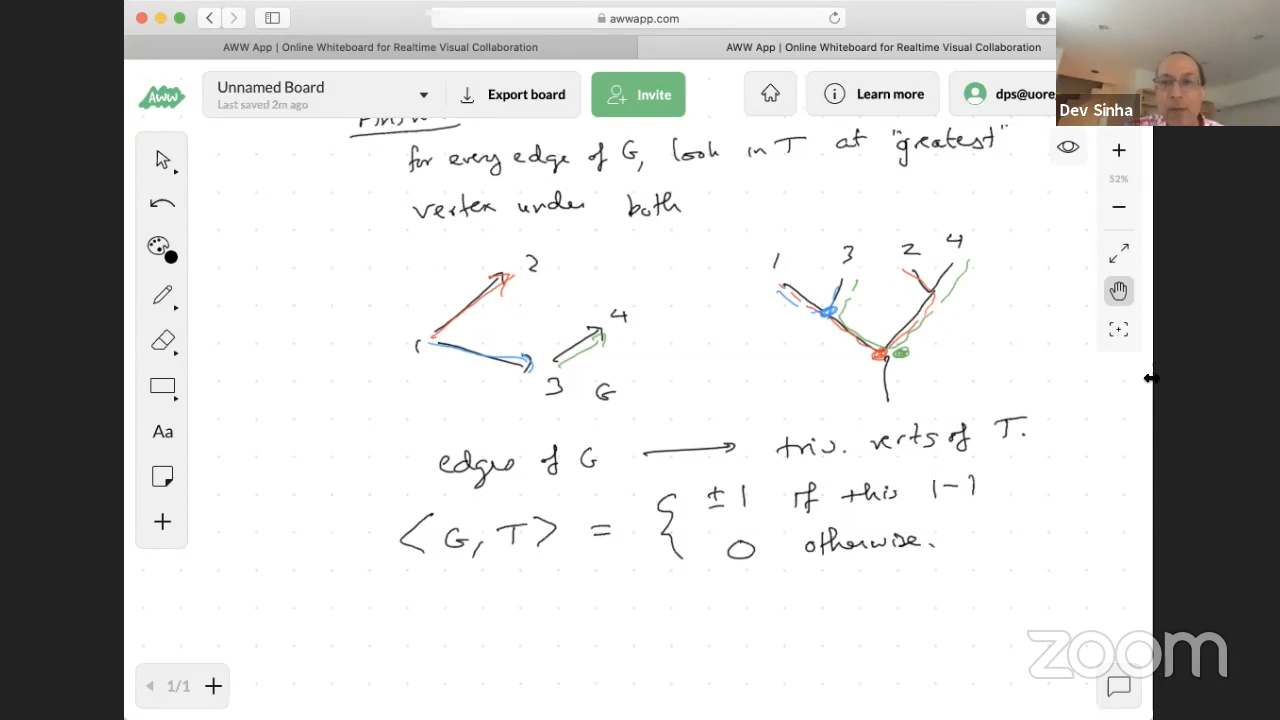 awwapp.com
AWW App | Online Whiteboard for Realtime Visual Collaboration
AWW App | Online Whiteboard for Realtime Visual Collaboration
AWW
Unnamed Board
Last saved 2m ago
Export board
Invite
Learn more
dps@uore
Dev Sinha
for every edge of G, look in T at "greatest"
vertex under both
52%
1 2 3 4 G
1 3 2 4
edges of G ⟶ triv. verts of T.
⟨G, T⟩ = { ±1 if this 1-1
0 otherwise.
Aa
1/1
zoom